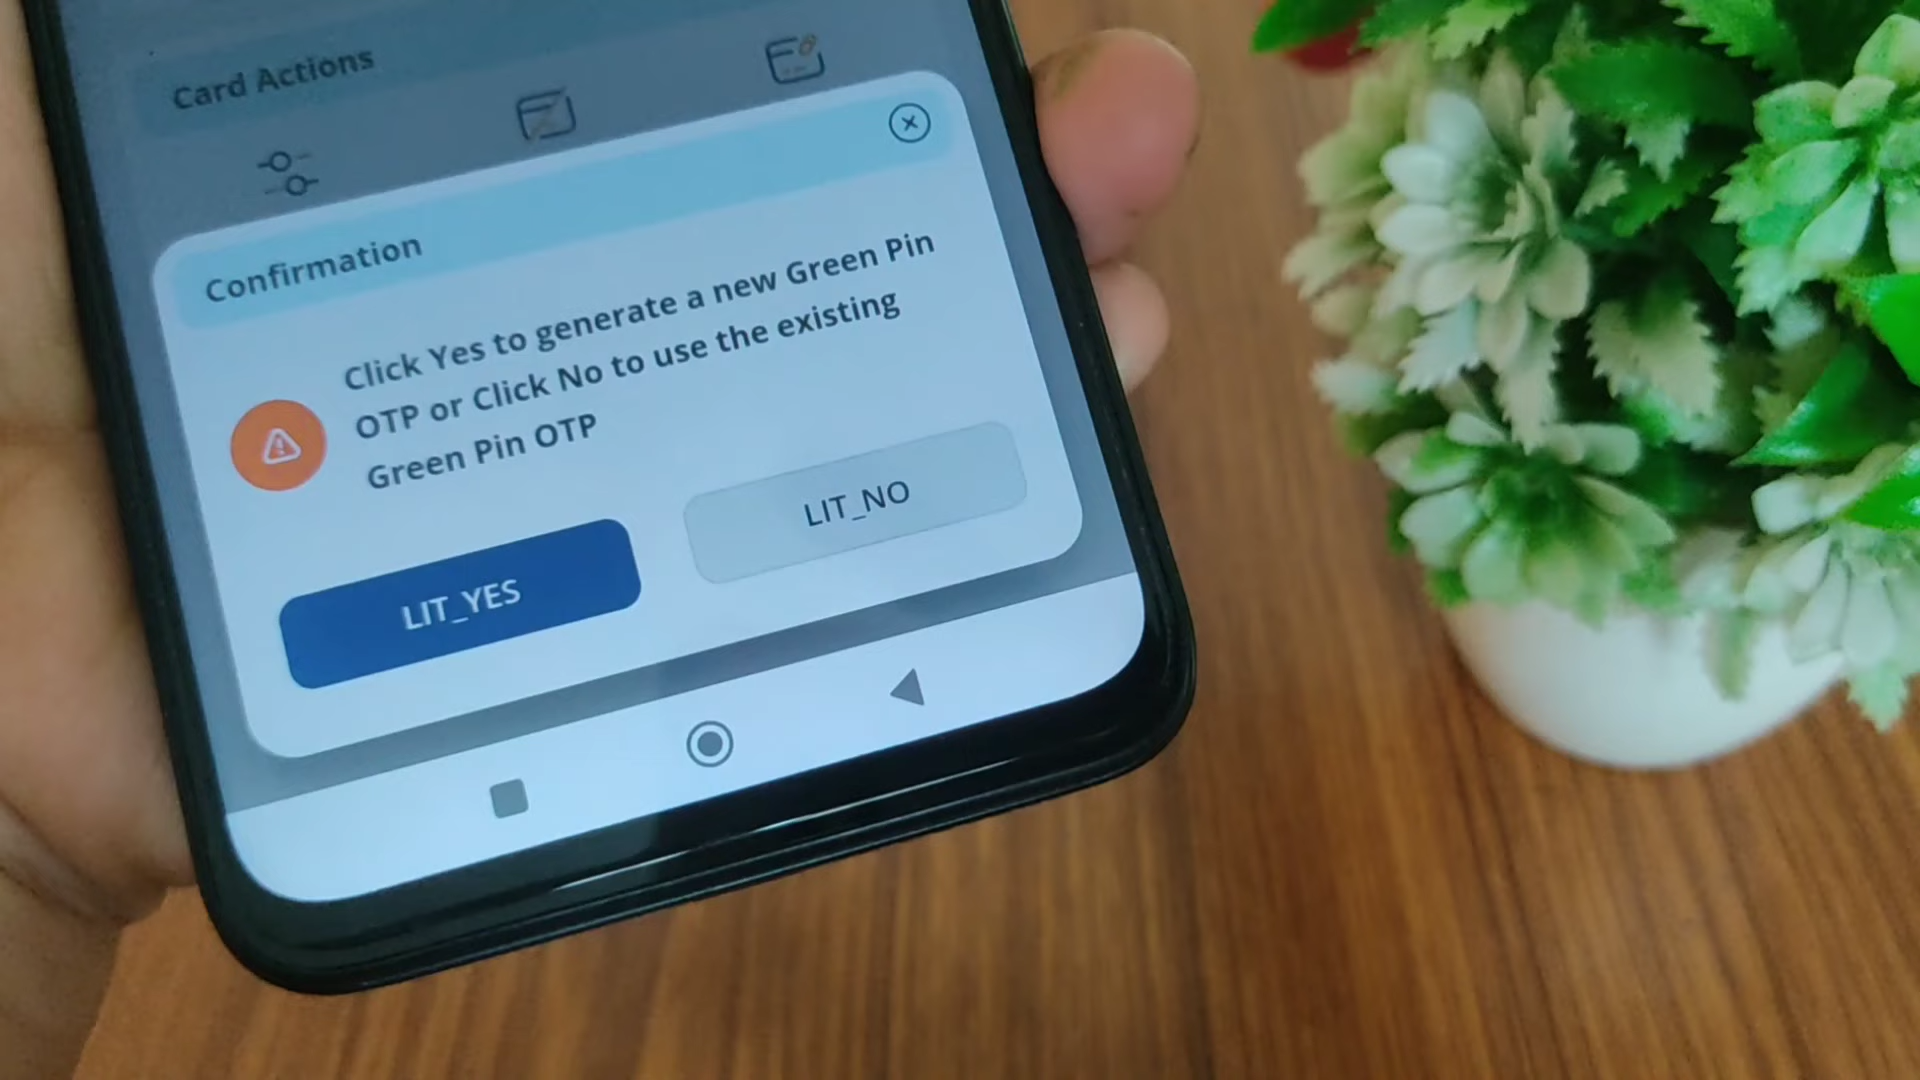 Card Actions
Confirmation
Click Yes to generate a new Green Pin
OTP or Click No to use the existing
Green Pin OTP
LIT_YES
LIT_NO